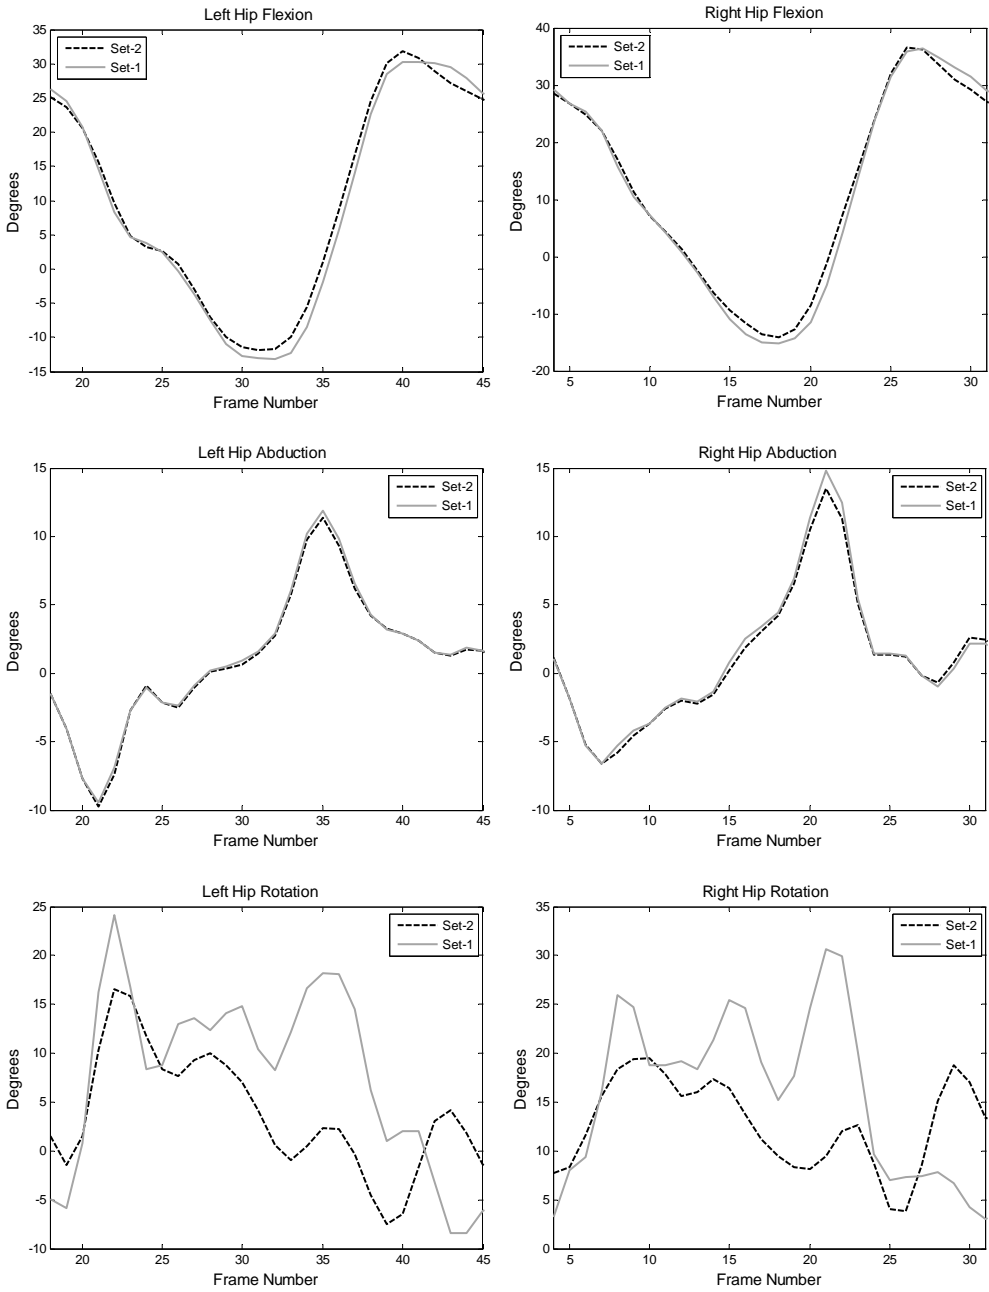 Left Hip Flexion
35
30
25
20
15
10
5
0
-5
-10
-15
Degrees
Set-2
Set-1
20 25 30 35 40 45
Frame Number
Right Hip Flexion
40
30
20
10
0
-10
-20
Degrees
Set-2
Set-1
5 10 15 20 25 30
Frame Number
Left Hip Abduction
15
10
5
0
-5
-10
Degrees
Set-2
Set-1
20 25 30 35 40 45
Frame Number
Right Hip Abduction
15
10
5
0
-5
-10
Degrees
Set-2
Set-1
5 10 15 20 25 30
Frame Number
Left Hip Rotation
25
20
15
10
5
0
-5
-10
Degrees
Set-2
Set-1
20 25 30 35 40 45
Frame Number
Right Hip Rotation
35
30
25
20
15
10
5
0
Degrees
Set-2
Set-1
5 10 15 20 25 30
Frame Number